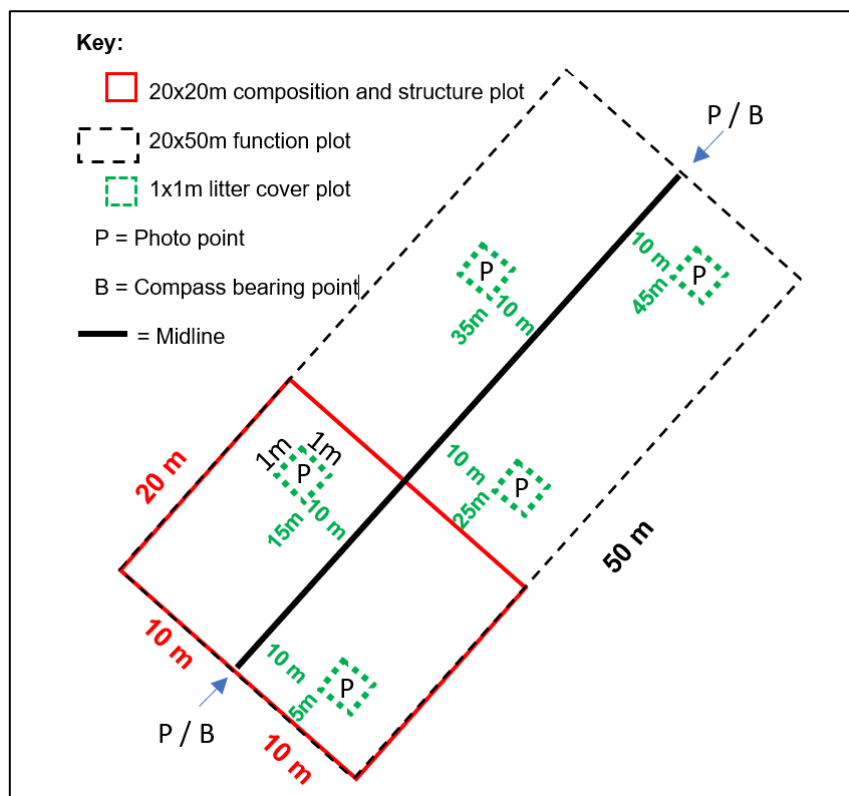 Key:
20x20m composition and structure plot
20x50m function plot
1x1m litter cover plot
P = Photo point
B = Compass bearing point
= Midline
P / B
10 m
P
45m
P
10 m
35m
1m
1m
P
10 m
15m
10 m
P
25m
20 m
50 m
10 m
10 m
P
5m
P / B
10 m